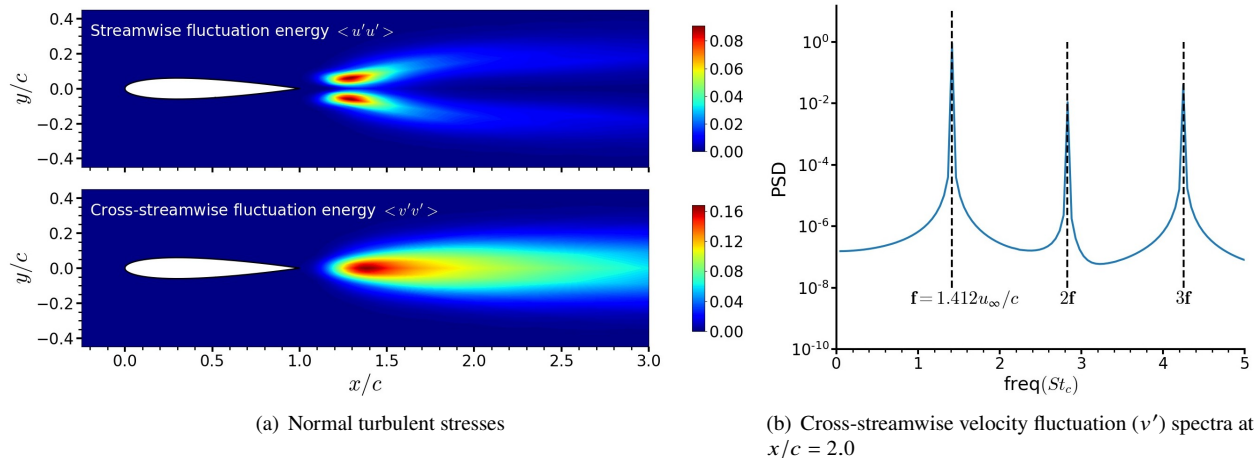 Streamwise fluctuation energy <u′u′>
y/c
0.4
0.2
0.0
−0.2
−0.4
0.08
0.06
0.04
0.02
0.00
Cross-streamwise fluctuation energy <v′v′>
y/c
0.4
0.2
0.0
−0.2
−0.4
0.16
0.12
0.08
0.04
0.00
0.0 0.5 1.0 1.5 2.0 2.5 3.0
x/c
(a) Normal turbulent stresses
PSD
10⁰
10⁻²
10⁻⁴
10⁻⁶
10⁻⁸
10⁻¹⁰
f = 1.412u∞/c 2f 3f
0 1 2 3 4 5
freq(St_c)
(b) Cross-streamwise velocity fluctuation (v′) spectra at
x/c = 2.0